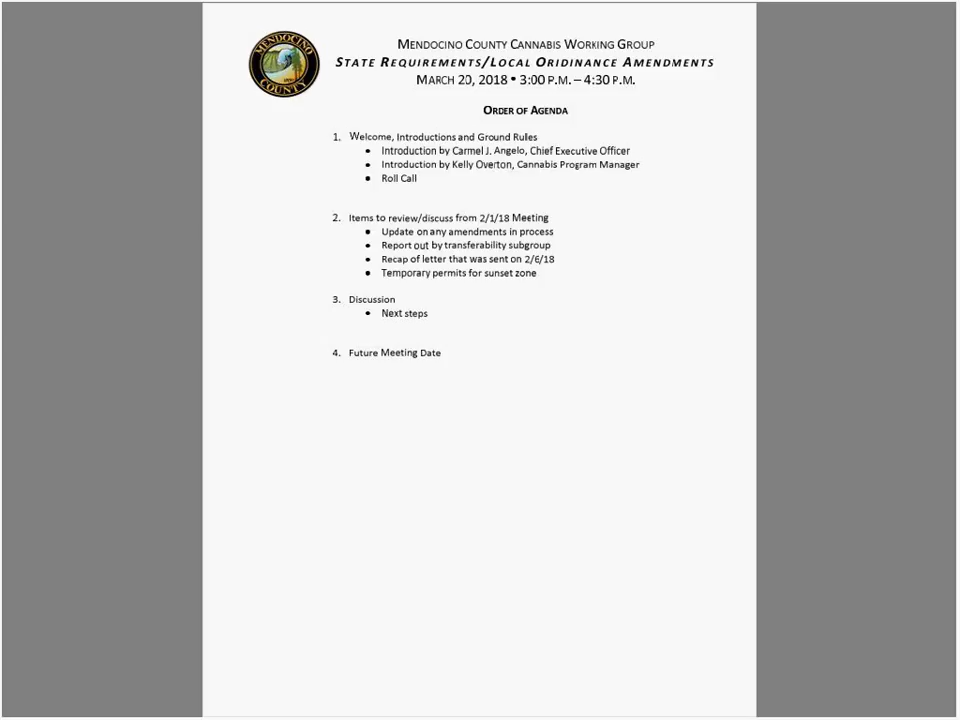 MENDOCINO COUNTY
MENDOCINO COUNTY CANNABIS WORKING GROUP
STATE REQUIREMENTS/LOCAL ORIDINANCE AMENDMENTS
MARCH 20, 2018 • 3:00 P.M. – 4:30 P.M.
ORDER OF AGENDA
1. Welcome, Introductions and Ground Rules
• Introduction by Carmel J. Angelo, Chief Executive Officer
• Introduction by Kelly Overton, Cannabis Program Manager
• Roll Call
2. Items to review/discuss from 2/1/18 Meeting
• Update on any amendments in process
• Report out by transferability subgroup
• Recap of letter that was sent on 2/6/18
• Temporary permits for sunset zone
3. Discussion
• Next steps
4. Future Meeting Date